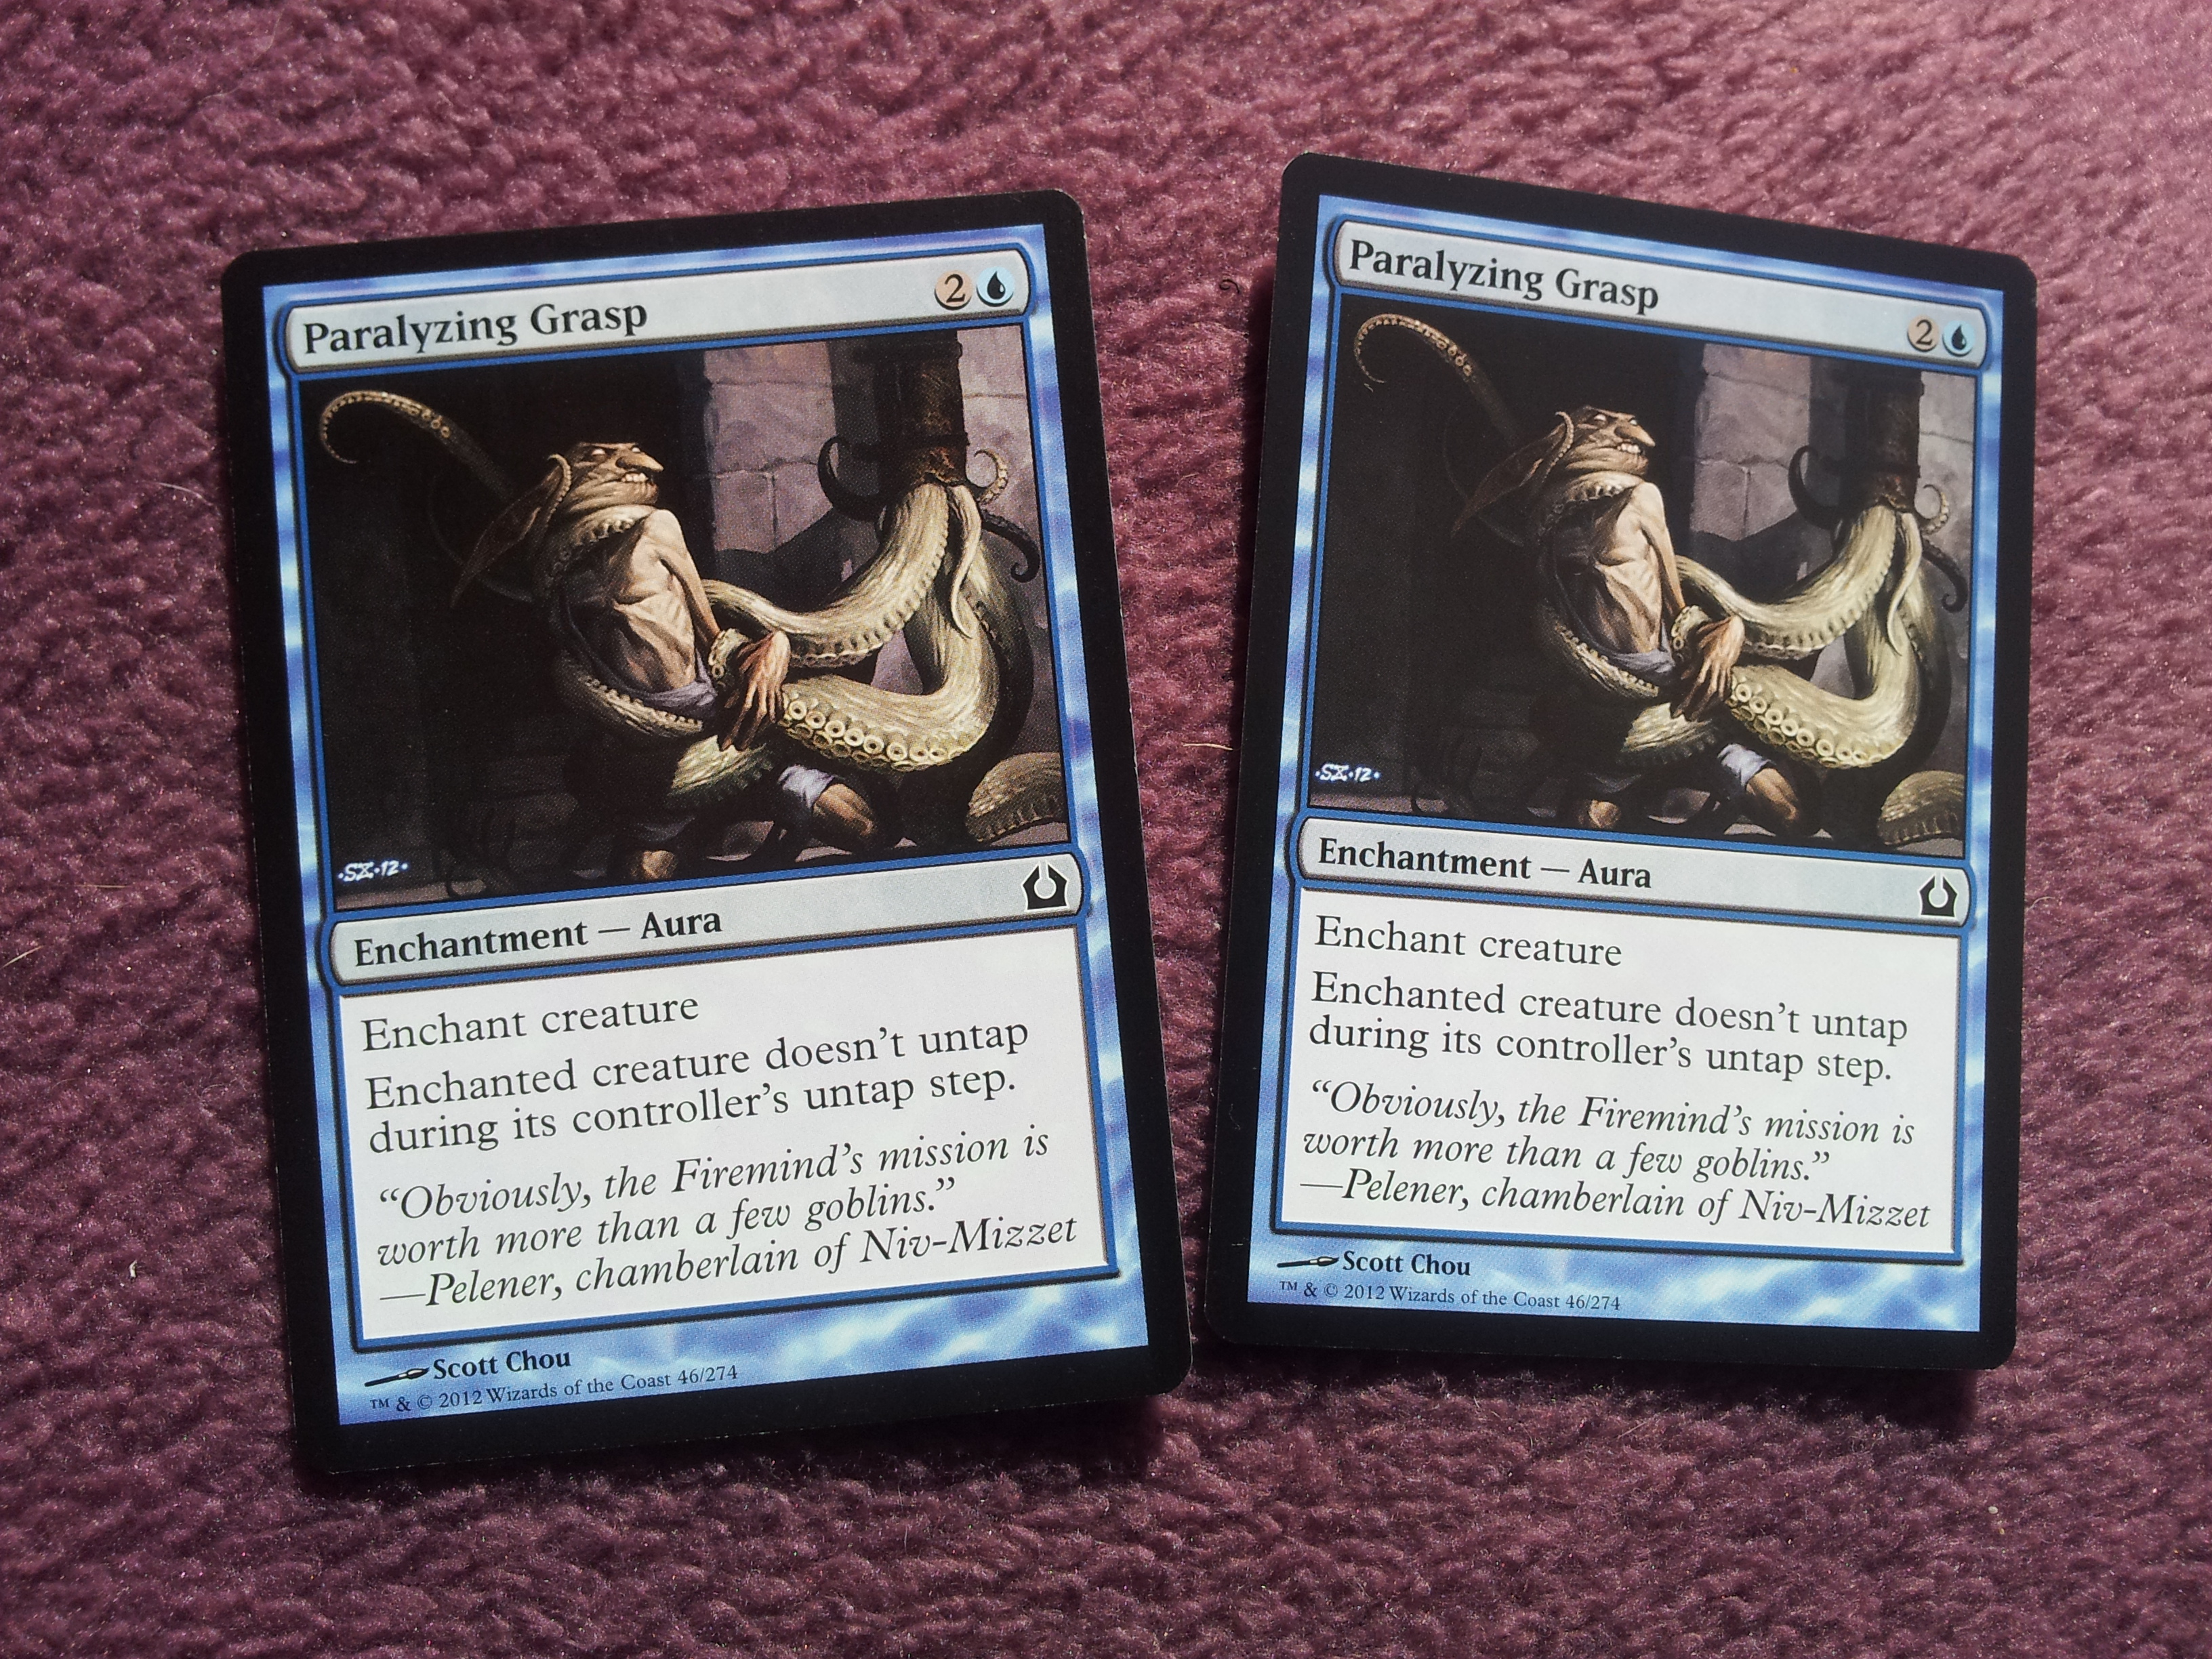 Paralyzing Grasp
2
·SZ·12·
Enchantment — Aura
Enchant creature
Enchanted creature doesn't untap
during its controller's untap step.
“Obviously, the Firemind's mission is
worth more than a few goblins.”
—Pelener, chamberlain of Niv-Mizzet
Scott Chou
™ & © 2012 Wizards of the Coast 46/274
Paralyzing Grasp
2
·SZ·12·
Enchantment — Aura
Enchant creature
Enchanted creature doesn't untap
during its controller's untap step.
“Obviously, the Firemind's mission is
worth more than a few goblins.”
—Pelener, chamberlain of Niv-Mizzet
Scott Chou
™ & © 2012 Wizards of the Coast 46/274